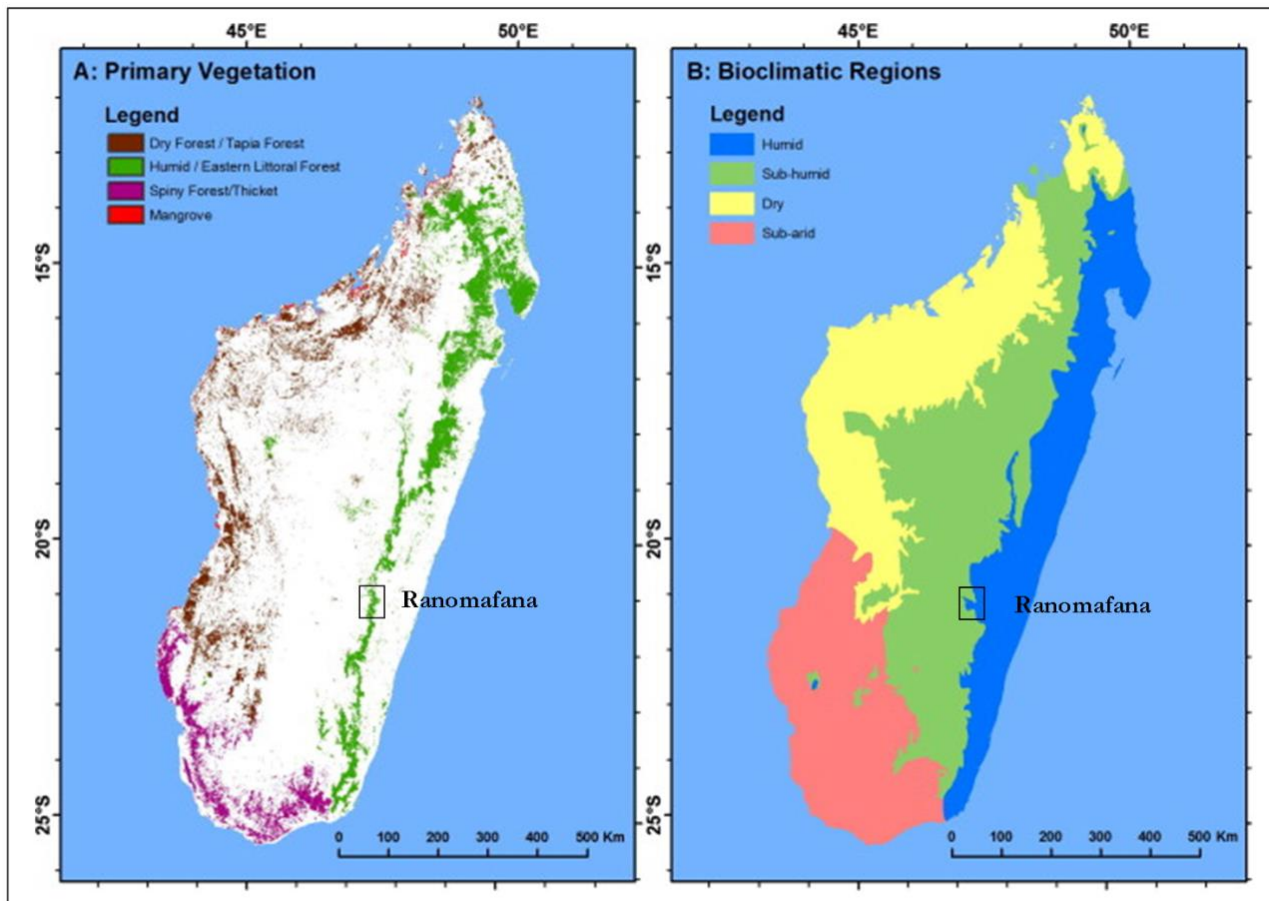 45°E 50°E
A: Primary Vegetation
Legend
Dry Forest / Tapia Forest
Humid / Eastern Littoral Forest
Spiny Forest/Thicket
Mangrove
15°S
20°S
25°S
Ranomafana
0 100 200 300 400 500 Km
45°E 50°E
B: Bioclimatic Regions
Legend
Humid
Sub-humid
Dry
Sub-arid
15°S
20°S
25°S
Ranomafana
0 100 200 300 400 500 Km